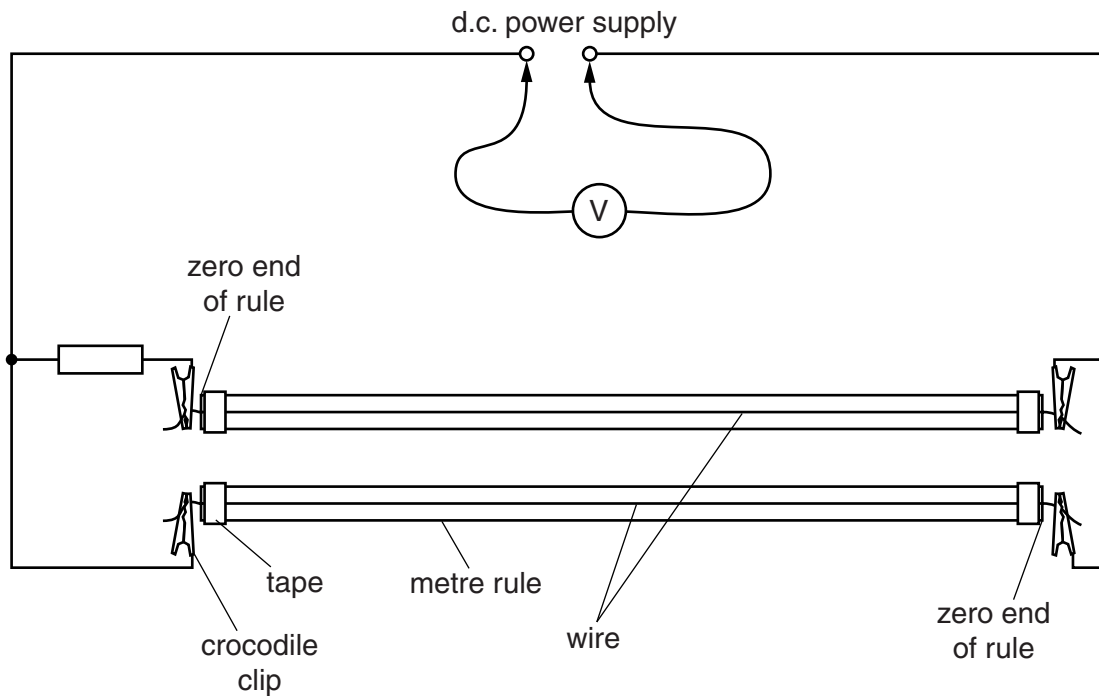 d.c. power supply
V
zero end
of rule
tape
metre rule
wire
crocodile
clip
zero end
of rule